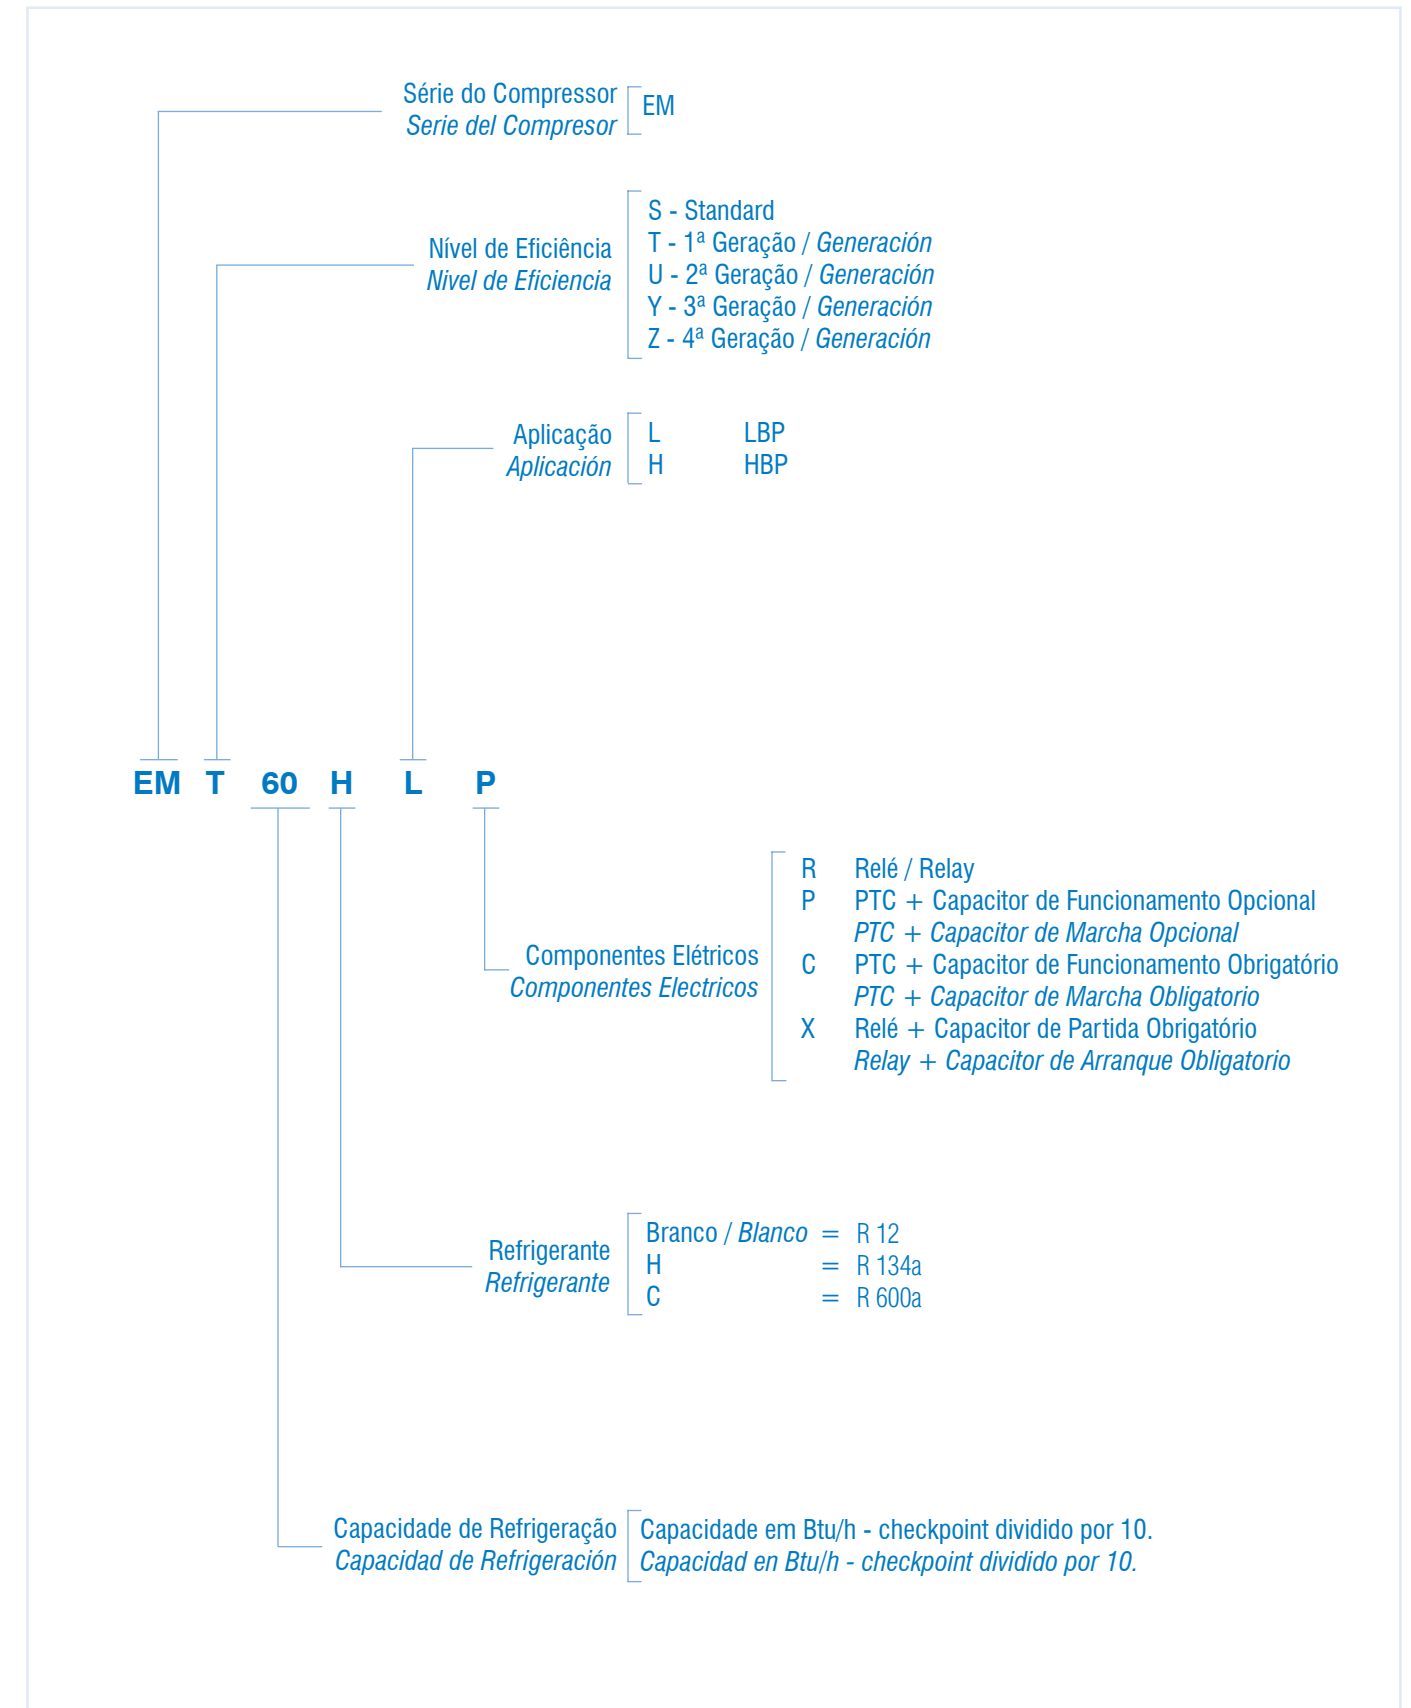 Série do Compressor
Serie del Compresor
EM
Nível de Eficiência
Nivel de Eficiencia
S - Standard
T - 1ª Geração / Generación
U - 2ª Geração / Generación
Y - 3ª Geração / Generación
Z - 4ª Geração / Generación
Aplicação
Aplicación
L LBP
H HBP
EM T 60 H L P
Componentes Elétricos
Componentes Electricos
R Relé / Relay
P PTC + Capacitor de Funcionamento Opcional
PTC + Capacitor de Marcha Opcional
C PTC + Capacitor de Funcionamento Obrigatório
PTC + Capacitor de Marcha Obligatorio
X Relé + Capacitor de Partida Obrigatório
Relay + Capacitor de Arranque Obligatorio
Refrigerante
Refrigerante
Branco / Blanco = R 12
H = R 134a
C = R 600a
Capacidade de Refrigeração
Capacidad de Refrigeración
Capacidade em Btu/h - checkpoint dividido por 10.
Capacidad en Btu/h - checkpoint dividido por 10.